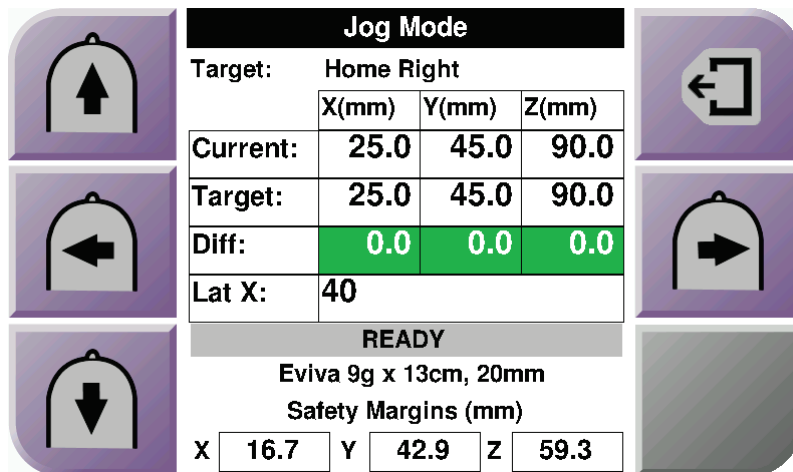 Jog Mode
Target: Home Right
X(mm) Y(mm) Z(mm)
Current: 25.0 45.0 90.0
Target: 25.0 45.0 90.0
Diff: 0.0 0.0 0.0
Lat X: 40
READY
Eviva 9g x 13cm, 20mm
Safety Margins (mm)
X 16.7 Y 42.9 Z 59.3